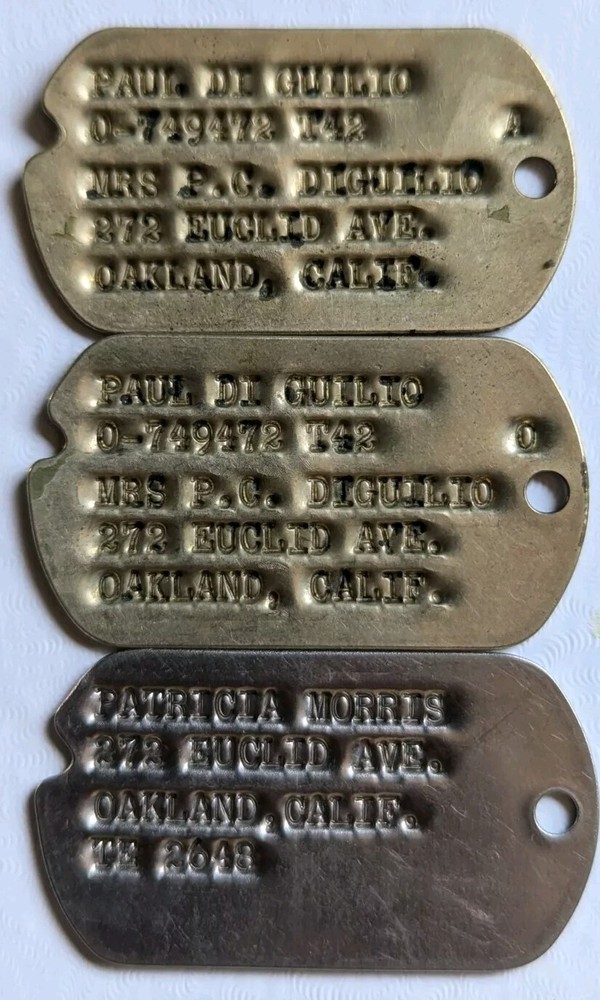 PAUL DI GUILIO
O-749472 T42 A
MRS P.C. DIGUILIO
272 EUCLID AVE.
OAKLAND, CALIF.
PAUL DI GUILIO
O-749472 T42 O
MRS P.C. DIGUILIO
272 EUCLID AVE.
OAKLAND, CALIF.
PATRICIA MORRIS
272 EUCLID AVE.
OAKLAND,CALIF.
TE 2648